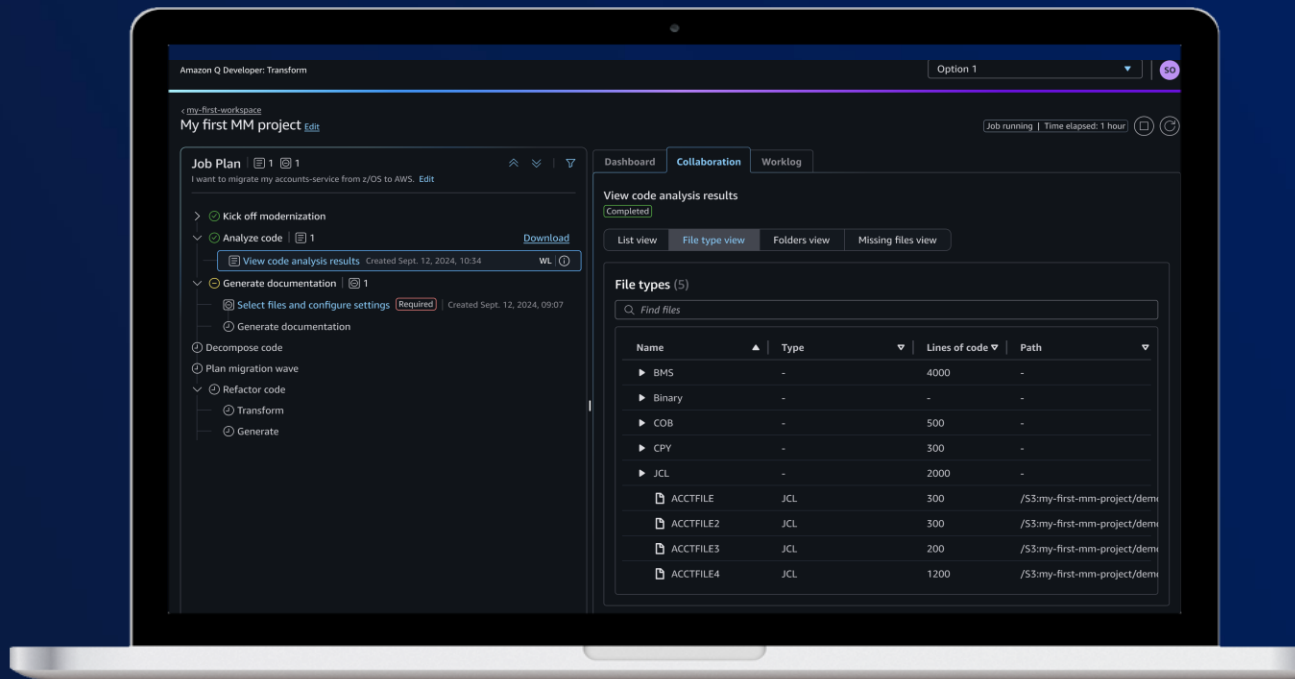 Amazon Q Developer: Transform
Option 1
SO
my-first-workspace
My first MM project Edit
Job running | Time elapsed: 1 hour
Job Plan 1 1
I want to migrate my accounts-service from z/OS to AWS. Edit
Kick off modernization
Analyze code 1 Download
View code analysis results Created Sept. 12, 2024, 10:34 WL
Generate documentation 1
Select files and configure settings Required Created Sept. 12, 2024, 09:07
Generate documentation
Decompose code
Plan migration wave
Refactor code
Transform
Generate
Dashboard Collaboration Worklog
View code analysis results
Completed
List view File type view Folders view Missing files view
File types (5)
Find files
Name Type Lines of code Path
BMS - 4000 -
Binary - - -
COB - 500 -
CPY - 300 -
JCL - 2000 -
ACCTFILE JCL 300 /S3:my-first-mm-project/dem
ACCTFILE2 JCL 300 /S3:my-first-mm-project/dem
ACCTFILE3 JCL 200 /S3:my-first-mm-project/dem
ACCTFILE4 JCL 1200 /S3:my-first-mm-project/dem